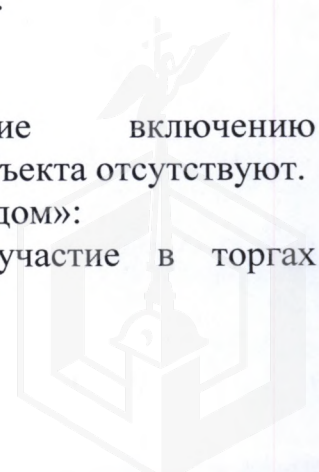 ие включению
ъекта отсутствуют.
дом»:
участие в торгах